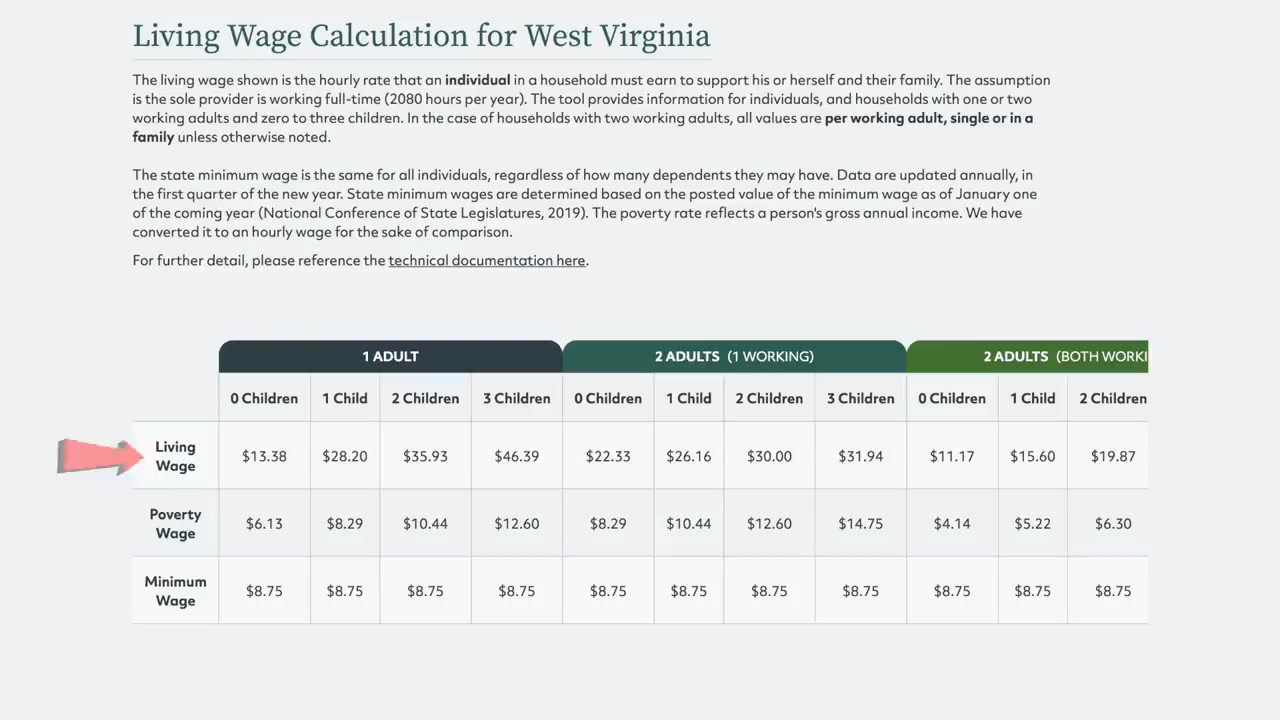 Living Wage Calculation for West Virginia
The living wage shown is the hourly rate that an individual in a household must earn to support his or herself and their family. The assumption
is the sole provider is working full-time (2080 hours per year). The tool provides information for individuals, and households with one or two
working adults and zero to three children. In the case of households with two working adults, all values are per working adult, single or in a
family unless otherwise noted.
The state minimum wage is the same for all individuals, regardless of how many dependents they may have. Data are updated annually, in
the first quarter of the new year. State minimum wages are determined based on the posted value of the minimum wage as of January one
of the coming year (National Conference of State Legislatures, 2019). The poverty rate reflects a person's gross annual income. We have
converted it to an hourly wage for the sake of comparison.
For further detail, please reference the technical documentation here.
1 ADULT 2 ADULTS (1 WORKING) 2 ADULTS (BOTH WORKI
0 Children 1 Child 2 Children 3 Children 0 Children 1 Child 2 Children 3 Children 0 Children 1 Child 2 Children
Living
Wage $13.38 $28.20 $35.93 $46.39 $22.33 $26.16 $30.00 $31.94 $11.17 $15.60 $19.87
Poverty
Wage $6.13 $8.29 $10.44 $12.60 $8.29 $10.44 $12.60 $14.75 $4.14 $5.22 $6.30
Minimum
Wage $8.75 $8.75 $8.75 $8.75 $8.75 $8.75 $8.75 $8.75 $8.75 $8.75 $8.75